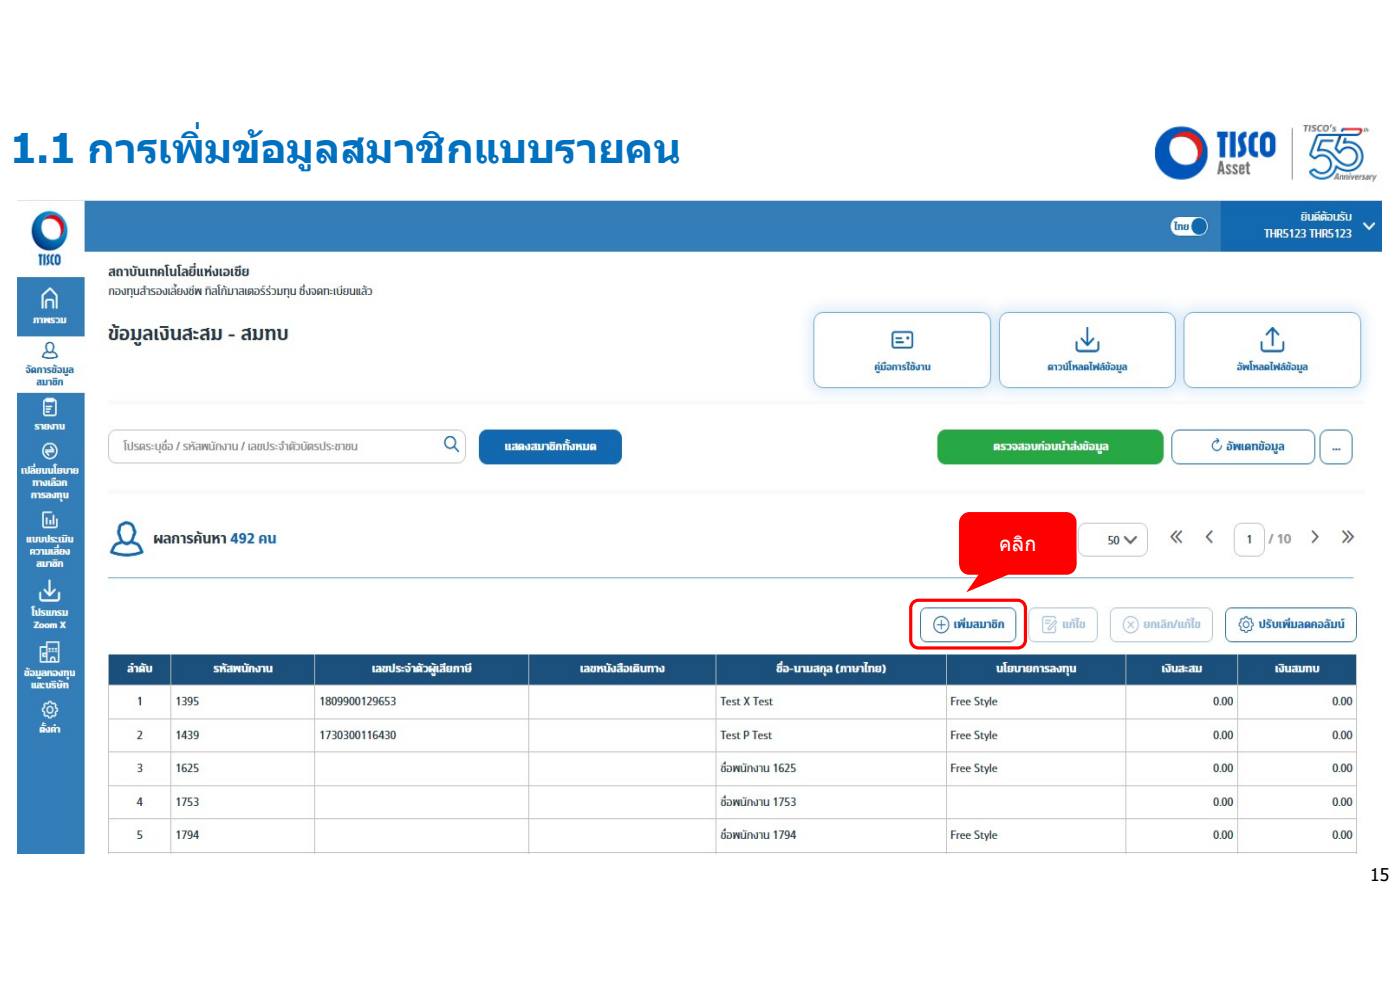 1.1 การเพิ่มข้อมูลสมาชิกแบบรายคน
TISCO
Asset
TISCO's
55th
Anniversary
TISCO
ไทย
ยินดีต้อนรับ
THR5123 THR5123
สถาบันเทคโนโลยี่แห่งเอเชีย
กองทุนสำรองเลี้ยงชีพ ทิสโก้มาสเตอร์ร่วมทุน ซึ่งจดทะเบียนแล้ว
ภาพรวม
จัดการข้อมูล
สมาชิก
รายงาน
เปลี่ยนนโยบาย
ทางเลือก
การลงทุน
แบบประเมิน
ความเสี่ยง
สมาชิก
โปรแกรม
Zoom X
ข้อมูลกองทุน
และบริษัท
ตั้งค่า
ข้อมูลเงินสะสม - สมทบ
คู่มือการใช้งาน
ดาวน์โหลดไฟล์ข้อมูล
อัพโหลดไฟล์ข้อมูล
โปรดระบุชื่อ / รหัสพนักงาน / เลขประจำตัวบัตรประชาชน
แสดงสมาชิกทั้งหมด
ตรวจสอบก่อนนำส่งข้อมูล
อัพเดทข้อมูล
...
ผลการค้นหา 492 คน
คลิก
50
1 / 10
เพิ่มสมาชิก
แก้ไข
ยกเลิก/แก้ไข
ปรับเพิ่มลดคอลัมน์
ลำดับ รหัสพนักงาน เลขประจำตัวผู้เสียภาษี เลขหนังสือเดินทาง ชื่อ-นามสกุล (ภาษาไทย) นโยบายการลงทุน เงินสะสม เงินสมทบ
1 1395 1809900129653 Test X Test Free Style 0.00 0.00
2 1439 1730300116430 Test P Test Free Style 0.00 0.00
3 1625 ชื่อพนักงาน 1625 Free Style 0.00 0.00
4 1753 ชื่อพนักงาน 1753 0.00 0.00
5 1794 ชื่อพนักงาน 1794 Free Style 0.00 0.00
15